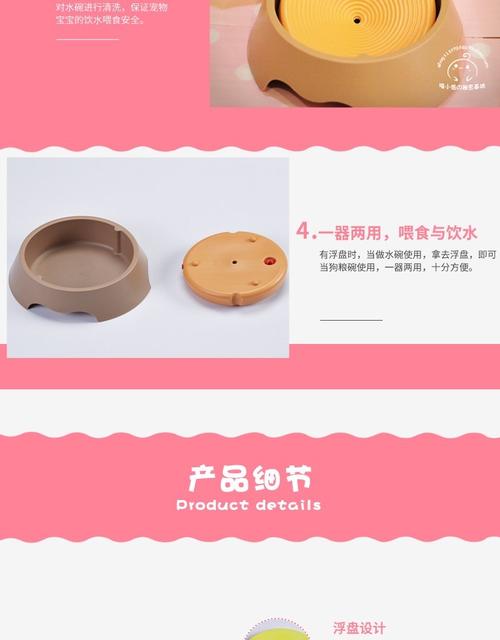 对水碗进行清洗，保证宠物
宝宝的饮水喂食安全。
4.一器两用，喂食与饮水
有浮盘时，当做水碗使用，拿去浮盘，即可
当狗粮碗使用，一器两用，十分方便。
产品细节
Product details
浮盘设计